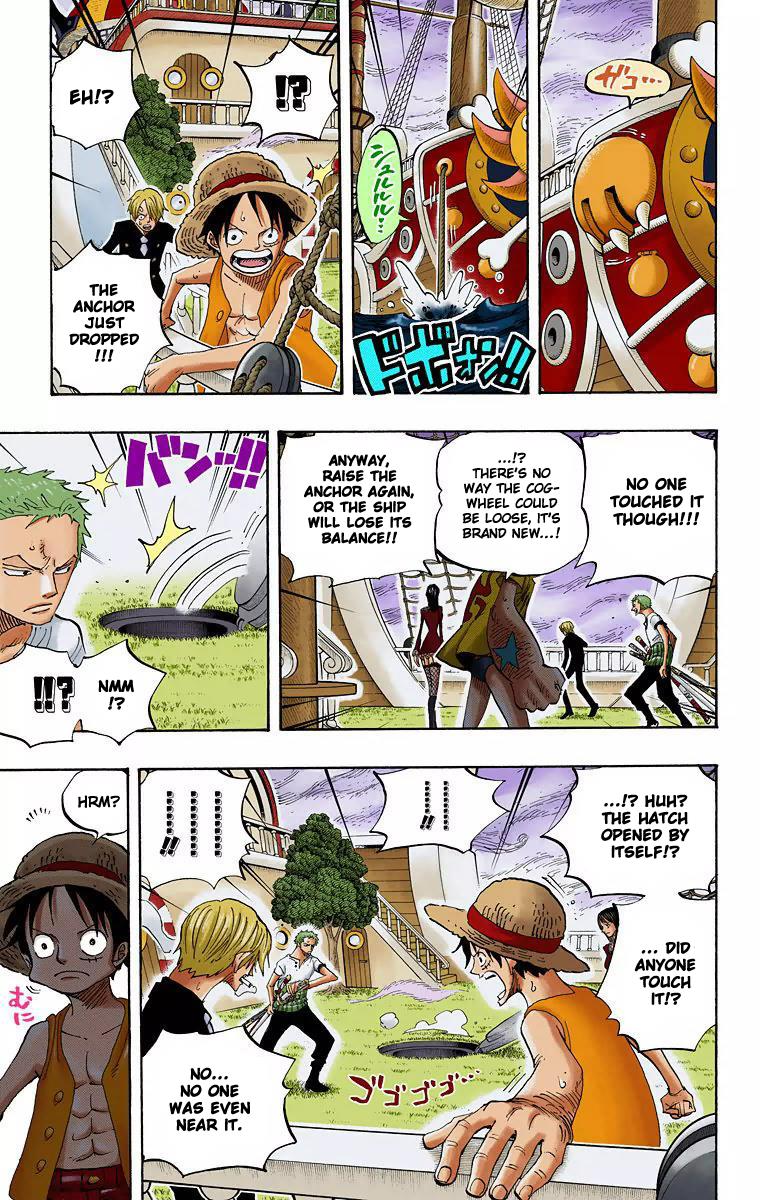 ガコ…
シュルルル…
ドボォン!!
!?
EH!?
THE
ANCHOR
JUST
DROPPED
!!!
NO ONE
TOUCHED IT
THOUGH!!!
...!?
THERE'S NO
WAY THE COG-
WHEEL COULD
BE LOOSE, IT'S
BRAND NEW...!
ANYWAY,
RAISE THE
ANCHOR AGAIN,
OR THE SHIP
WILL LOSE ITS
BALANCE!!
バンッ!!
NMM
!?
!!?
...!? HUH?
THE HATCH
OPENED BY
ITSELF!?
... DID
ANYONE
TOUCH
IT!?
.........!!
.........!!
NO...
NO ONE
WAS EVEN
NEAR IT.
ゴゴゴゴ…
HRM?
むに